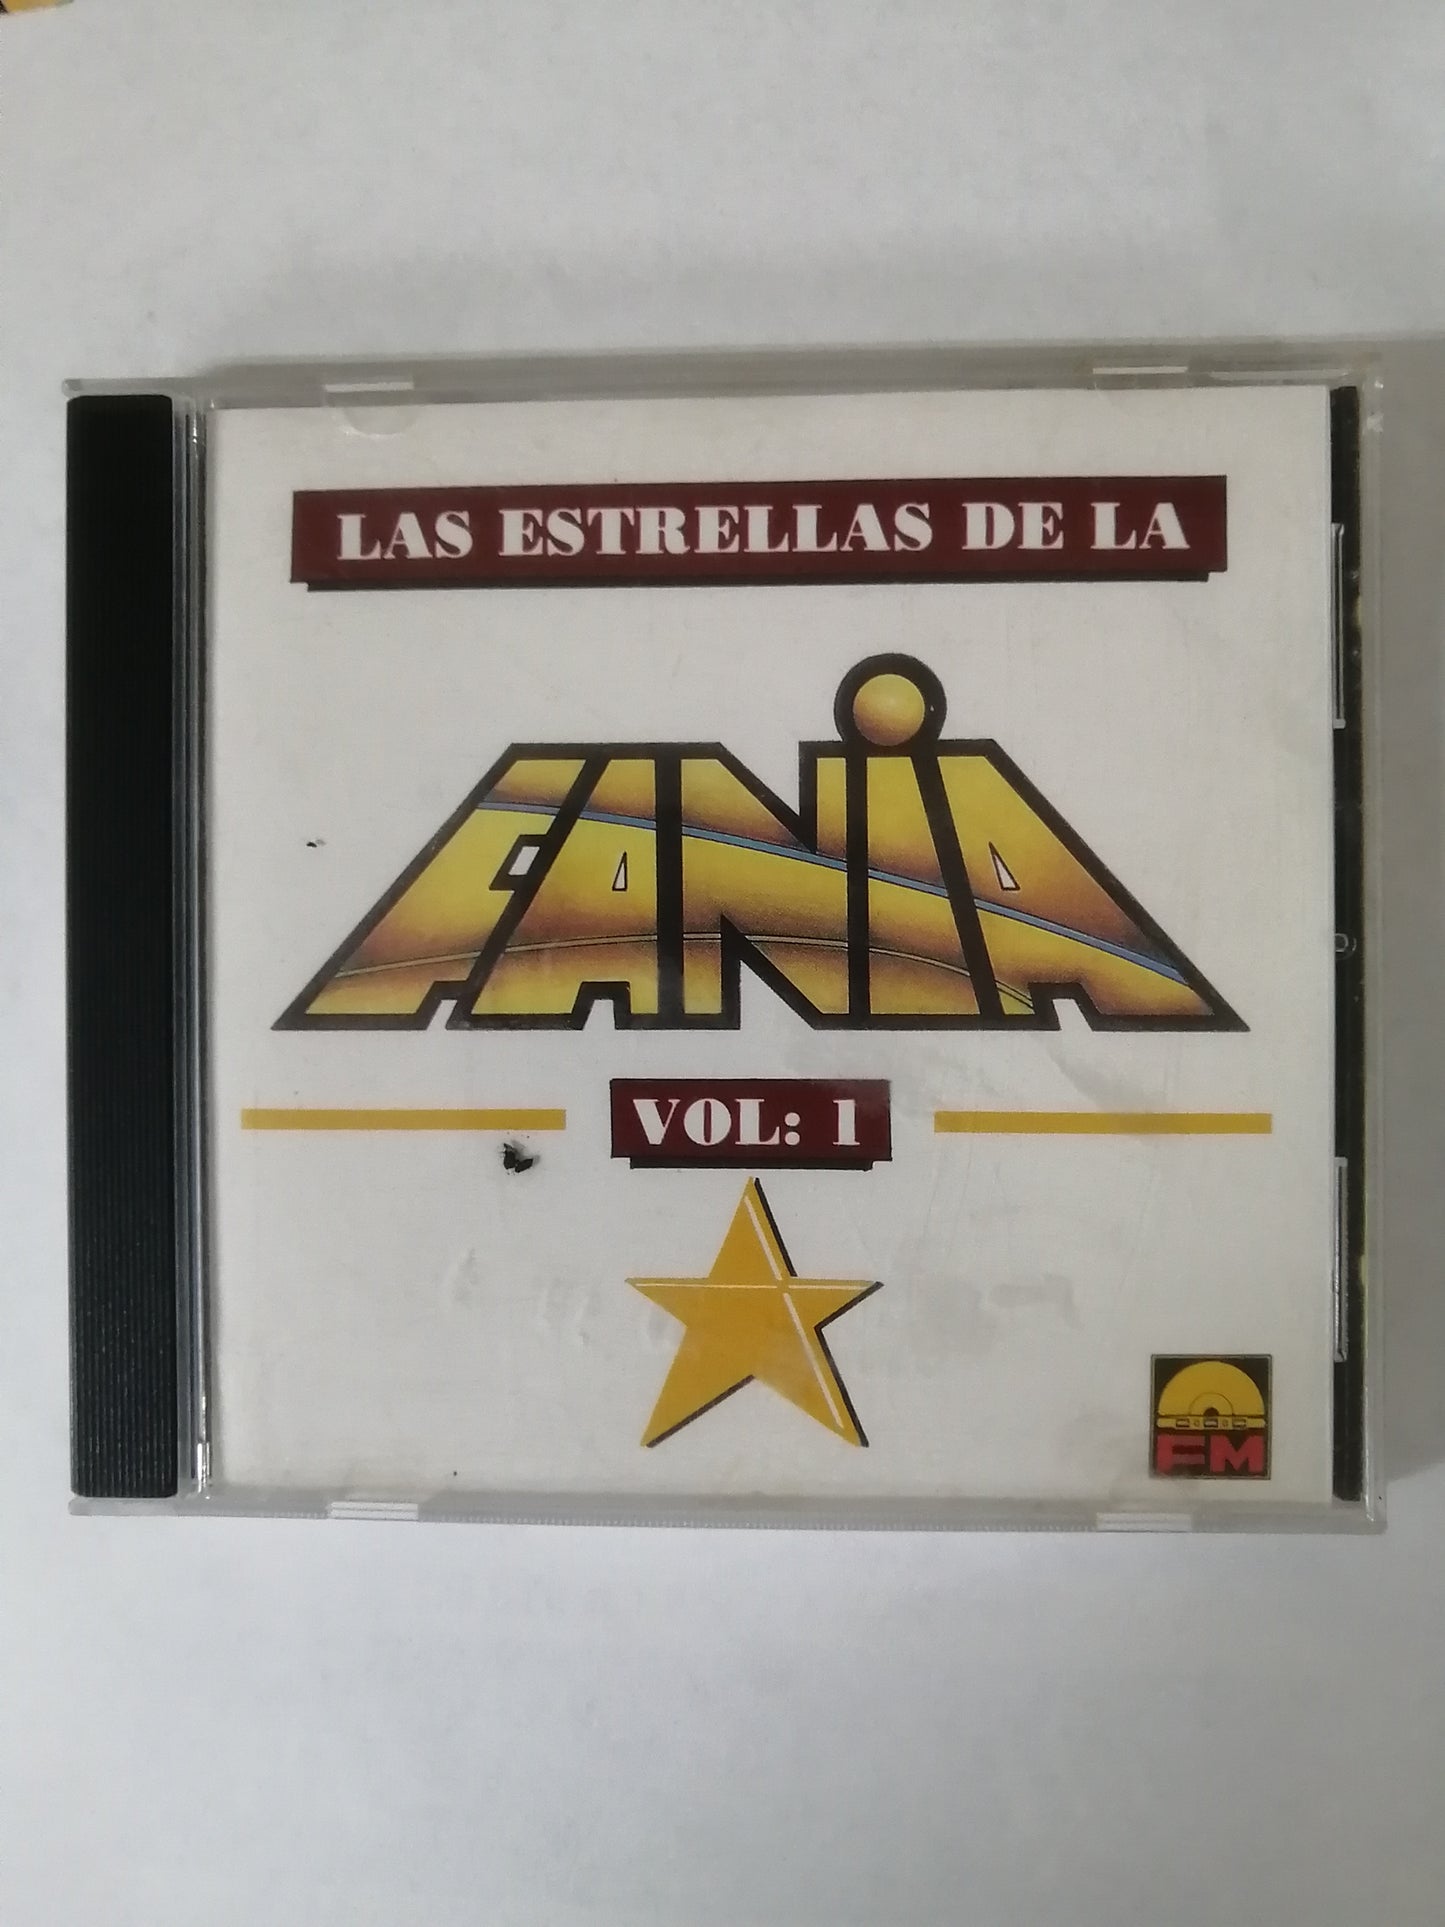 LAS ESTRELLAS DE LA
FANIA
VOL: 1
FM